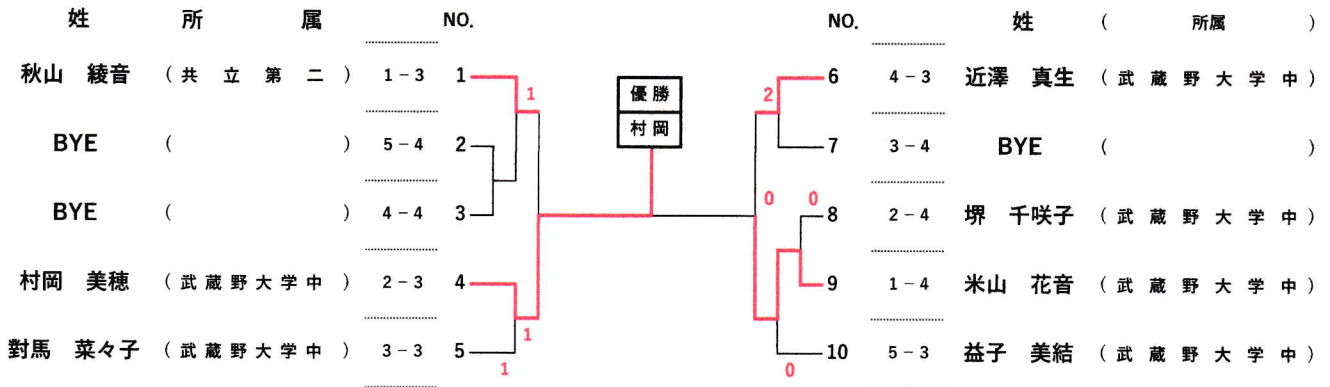 姓 所 属 NO. NO. 姓 ( 所属 )
秋山 綾音 (共立第二) 1-3 1 6 4-3 近澤 真生 (武蔵野大学中)
1 優勝 2
村岡
BYE ( ) 5-4 2 7 3-4 BYE ( )
0 0
BYE ( ) 4-4 3 8 2-4 堺 千咲子 (武蔵野大学中)
村岡 美穂 (武蔵野大学中) 2-3 4 9 1-4 米山 花音 (武蔵野大学中)
1
對馬 菜々子 (武蔵野大学中) 3-3 5 10 5-3 益子 美結 (武蔵野大学中)
1 0